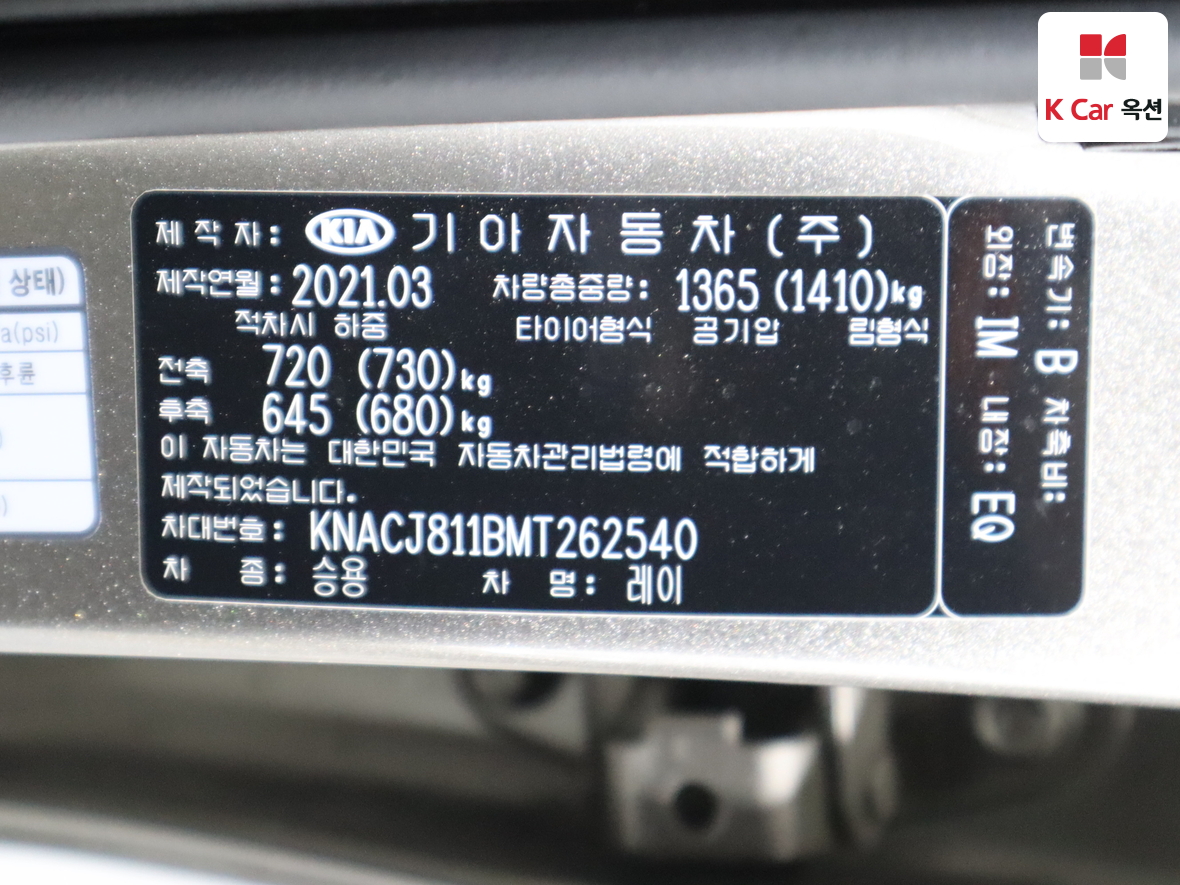 K Car 옥션
제 작 자: KIA 기아자동차(주)
제작연월: 2021.03 차량총중량: 1365 (1410)kg
적차시 하중 타이어형식 공기압 림형식
전축 720 (730)kg
후축 645 (680)kg
이 자동차는 대한민국 자동차관리법령에 적합하게
제작되었습니다.
차대번호: KNACJ811BMT262540
차 종: 승용 차 명: 레이
변속기: B 차축비:
외장: IM 내장: EQ
상태)
a(psi)
후륜